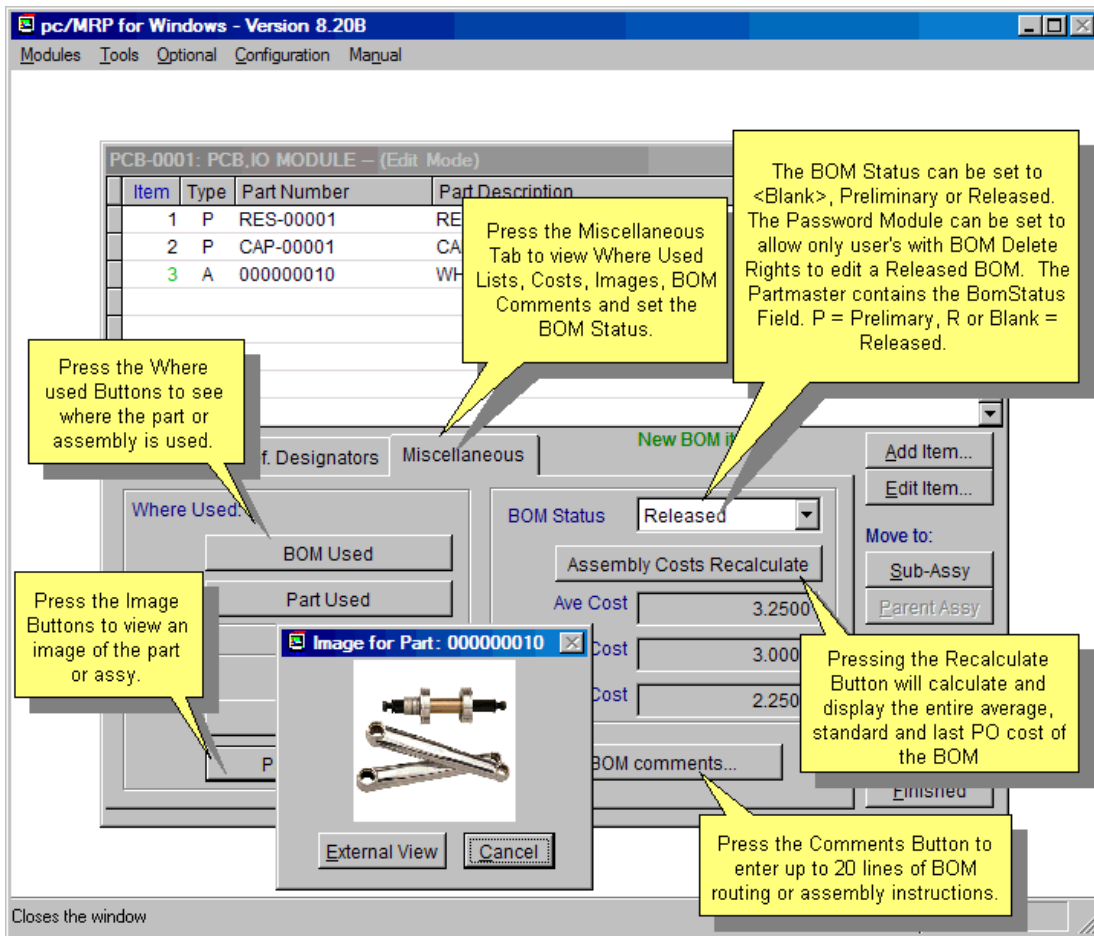 pc/MRP for Windows - Version 8.20B
Modules Tools Optional Configuration Manual
PCB-0001: PCB,IO MODULE -- (Edit Mode)
Item Type Part Number Part Description
1 P RES-00001
2 P CAP-00001
3 A 000000010
Press the Miscellaneous
Tab to view Where Used
Lists, Costs, Images, BOM
Comments and set the
BOM Status.
The BOM Status can be set to
<Blank>, Preliminary or Released.
The Password Module can be set to
allow only user's with BOM Delete
Rights to edit a Released BOM. The
Partmaster contains the BomStatus
Field. P = Prelimary, R or Blank =
Released.
Press the Where
used Buttons to see
where the part or
assembly is used.
f. Designators Miscellaneous
New BOM it
Add Item...
Edit Item...
Where Used:
BOM Used
Part Used
BOM Status Released
Assembly Costs Recalculate
Ave Cost 3.2500
Cost 3.000
Cost 2.250
BOM comments...
Move to:
Sub-Assy
Parent Assy
Finished
Press the Image
Buttons to view an
image of the part
or assy.
P
Image for Part: 000000010
External View Cancel
Pressing the Recalculate
Button will calculate and
display the entire average,
standard and last PO cost of
the BOM
Press the Comments Button to
enter up to 20 lines of BOM
routing or assembly instructions.
Closes the window